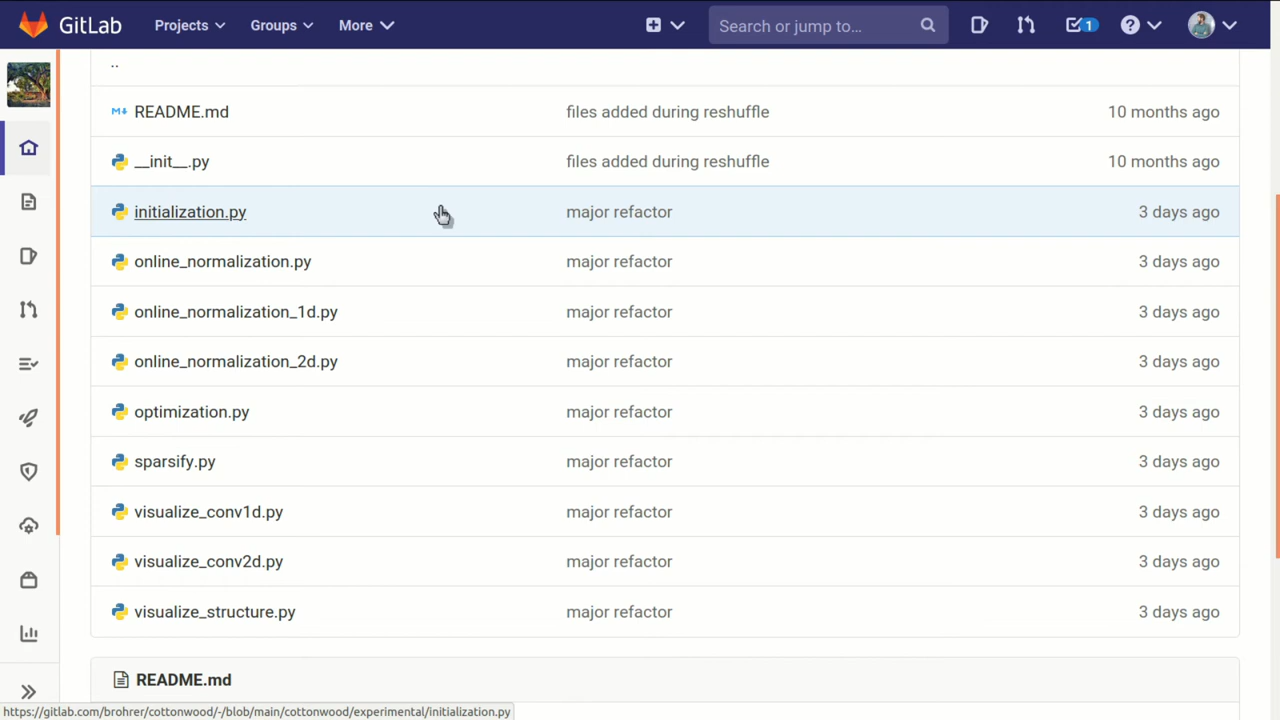 GitLab Projects Groups More Search or jump to... 1
..
README.md files added during reshuffle 10 months ago
__init__.py files added during reshuffle 10 months ago
initialization.py major refactor 3 days ago
online_normalization.py major refactor 3 days ago
online_normalization_1d.py major refactor 3 days ago
online_normalization_2d.py major refactor 3 days ago
optimization.py major refactor 3 days ago
sparsify.py major refactor 3 days ago
visualize_conv1d.py major refactor 3 days ago
visualize_conv2d.py major refactor 3 days ago
visualize_structure.py major refactor 3 days ago
README.md
https://gitlab.com/brohrer/cottonwood/-/blob/main/cottonwood/experimental/initialization.py